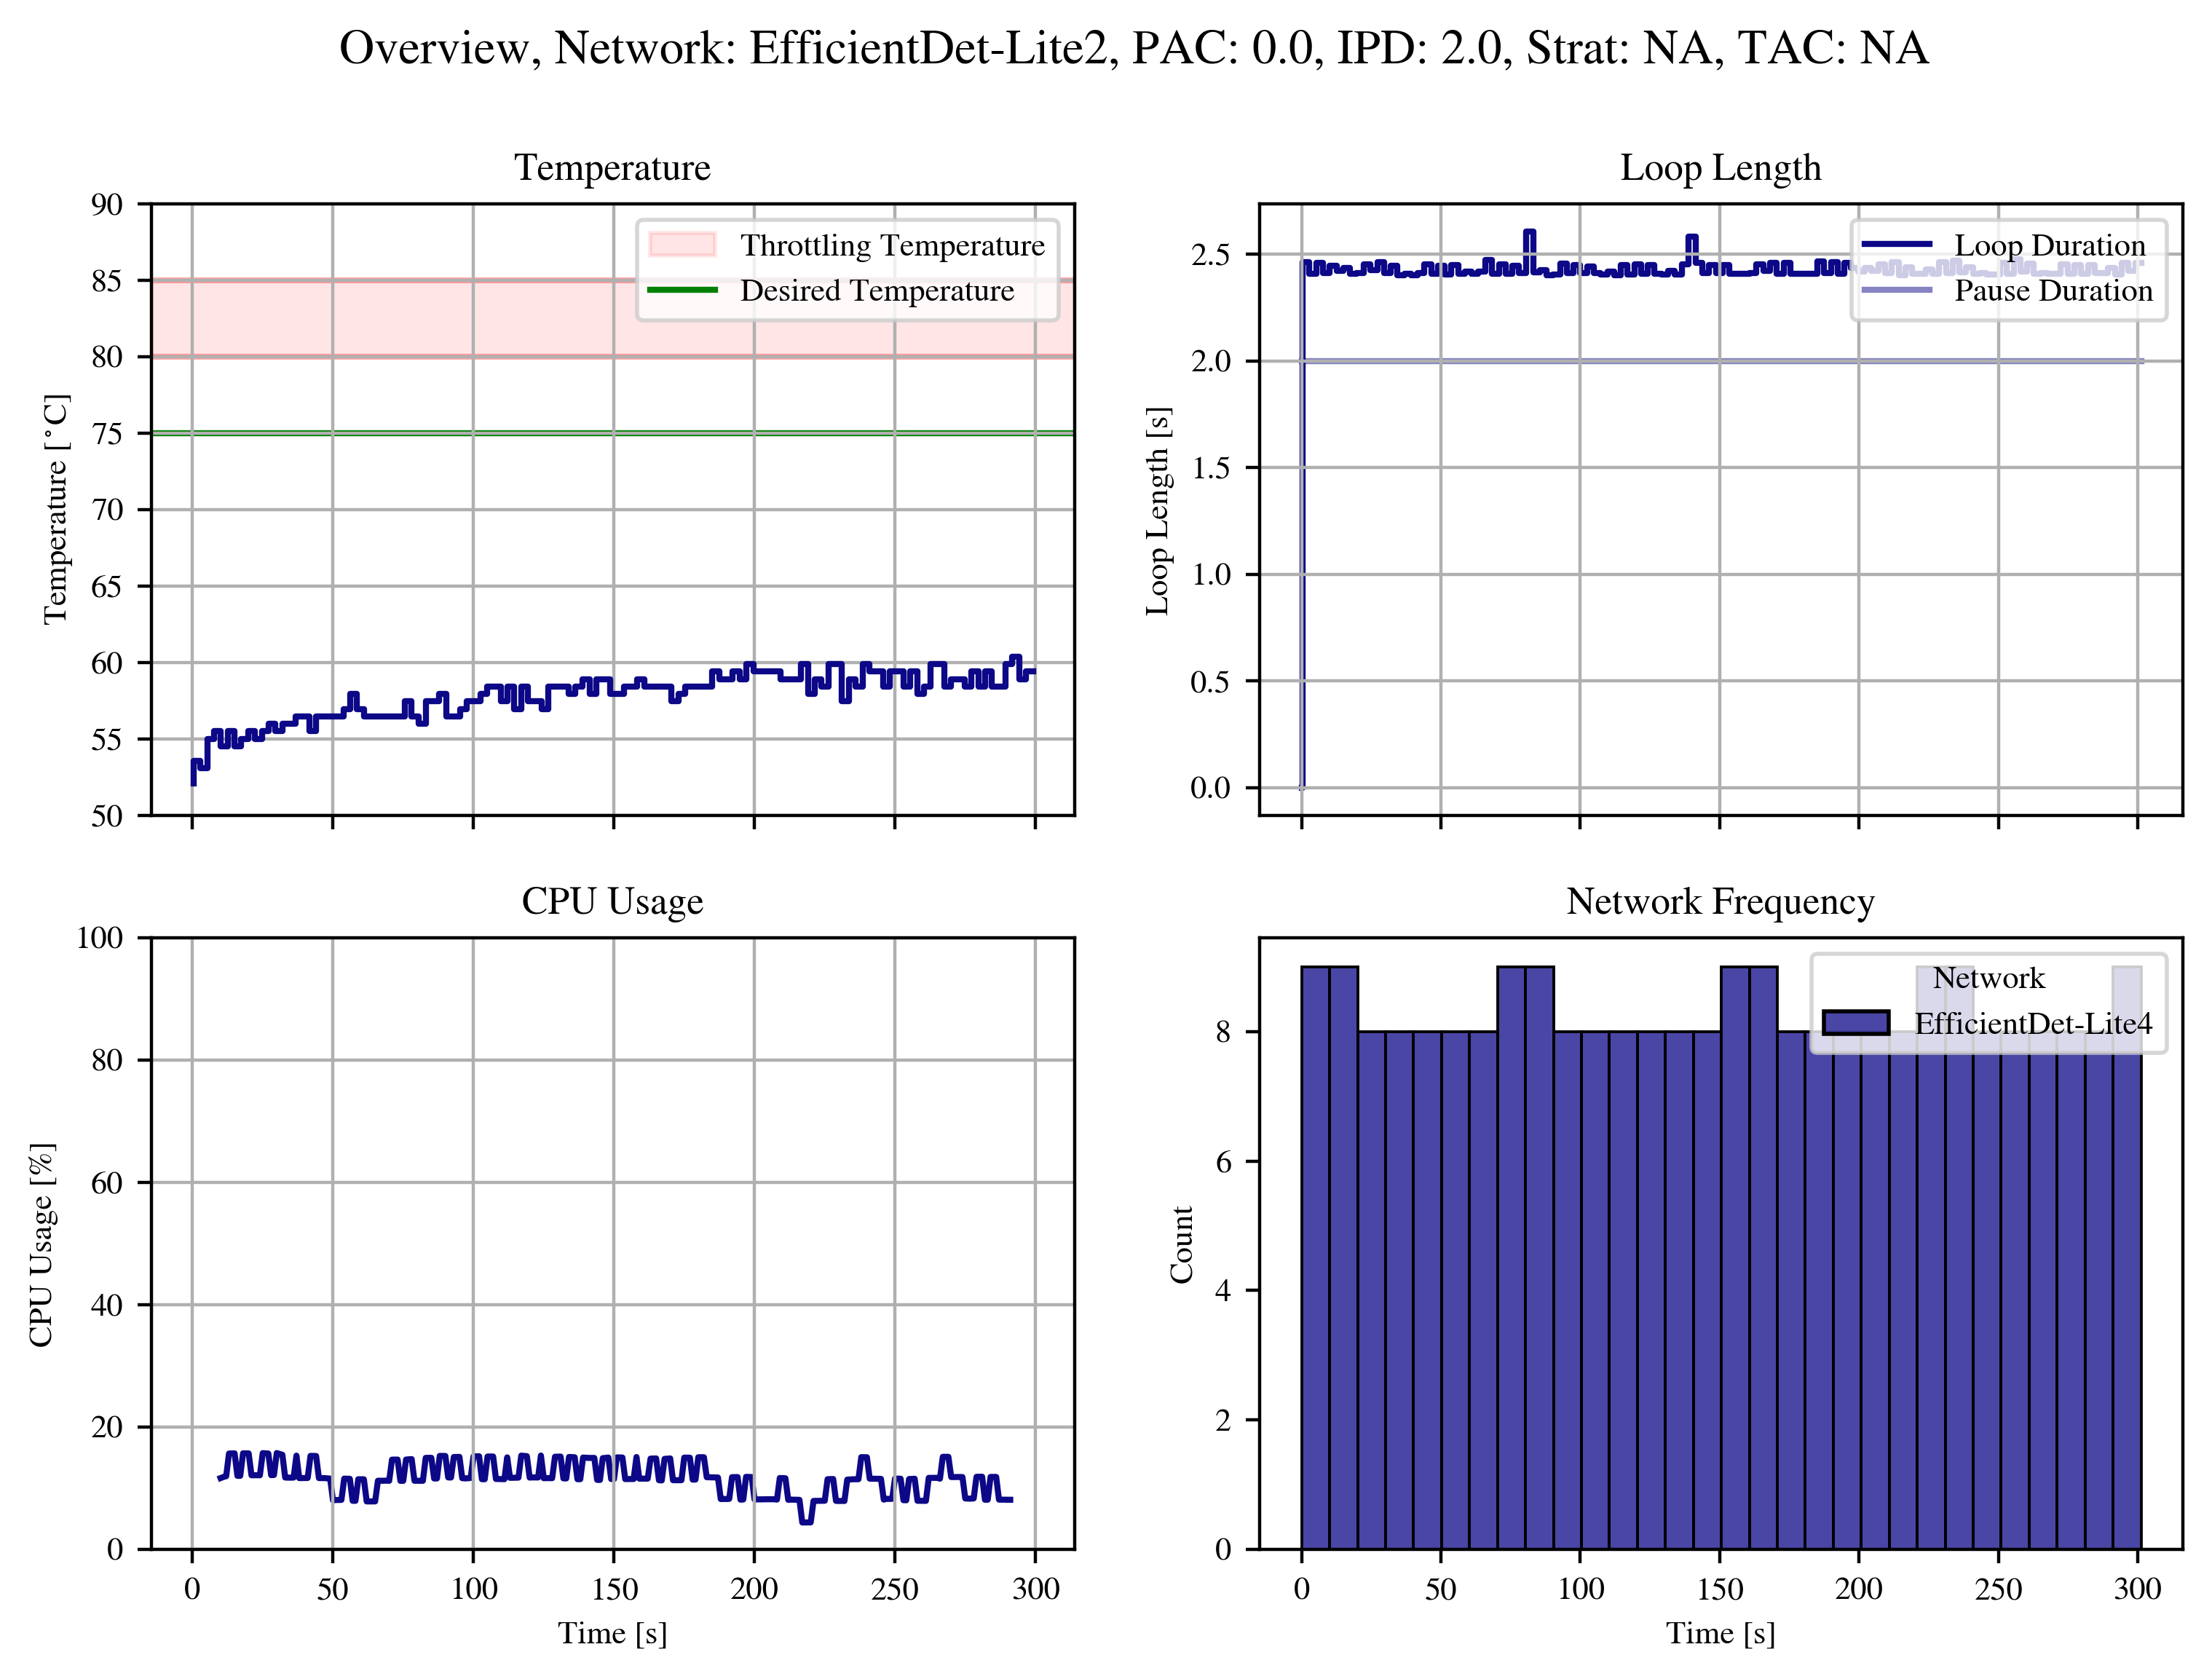 Overview, Network: EfficientDet-Lite2, PAC: 0.0, IPD: 2.0, Strat: NA, TAC: NA
Temperature
90
85
80
75
70
65
60
55
50
Temperature [°C]
Throttling Temperature
Desired Temperature
Loop Length
2.5
2.0
1.5
1.0
0.5
0.0
Loop Length [s]
Loop Duration
Pause Duration
CPU Usage
100
80
60
40
20
0
CPU Usage [%]
0 50 100 150 200 250 300
Time [s]
Network Frequency
8
6
4
2
0
Count
Network
EfficientDet-Lite4
0 50 100 150 200 250 300
Time [s]